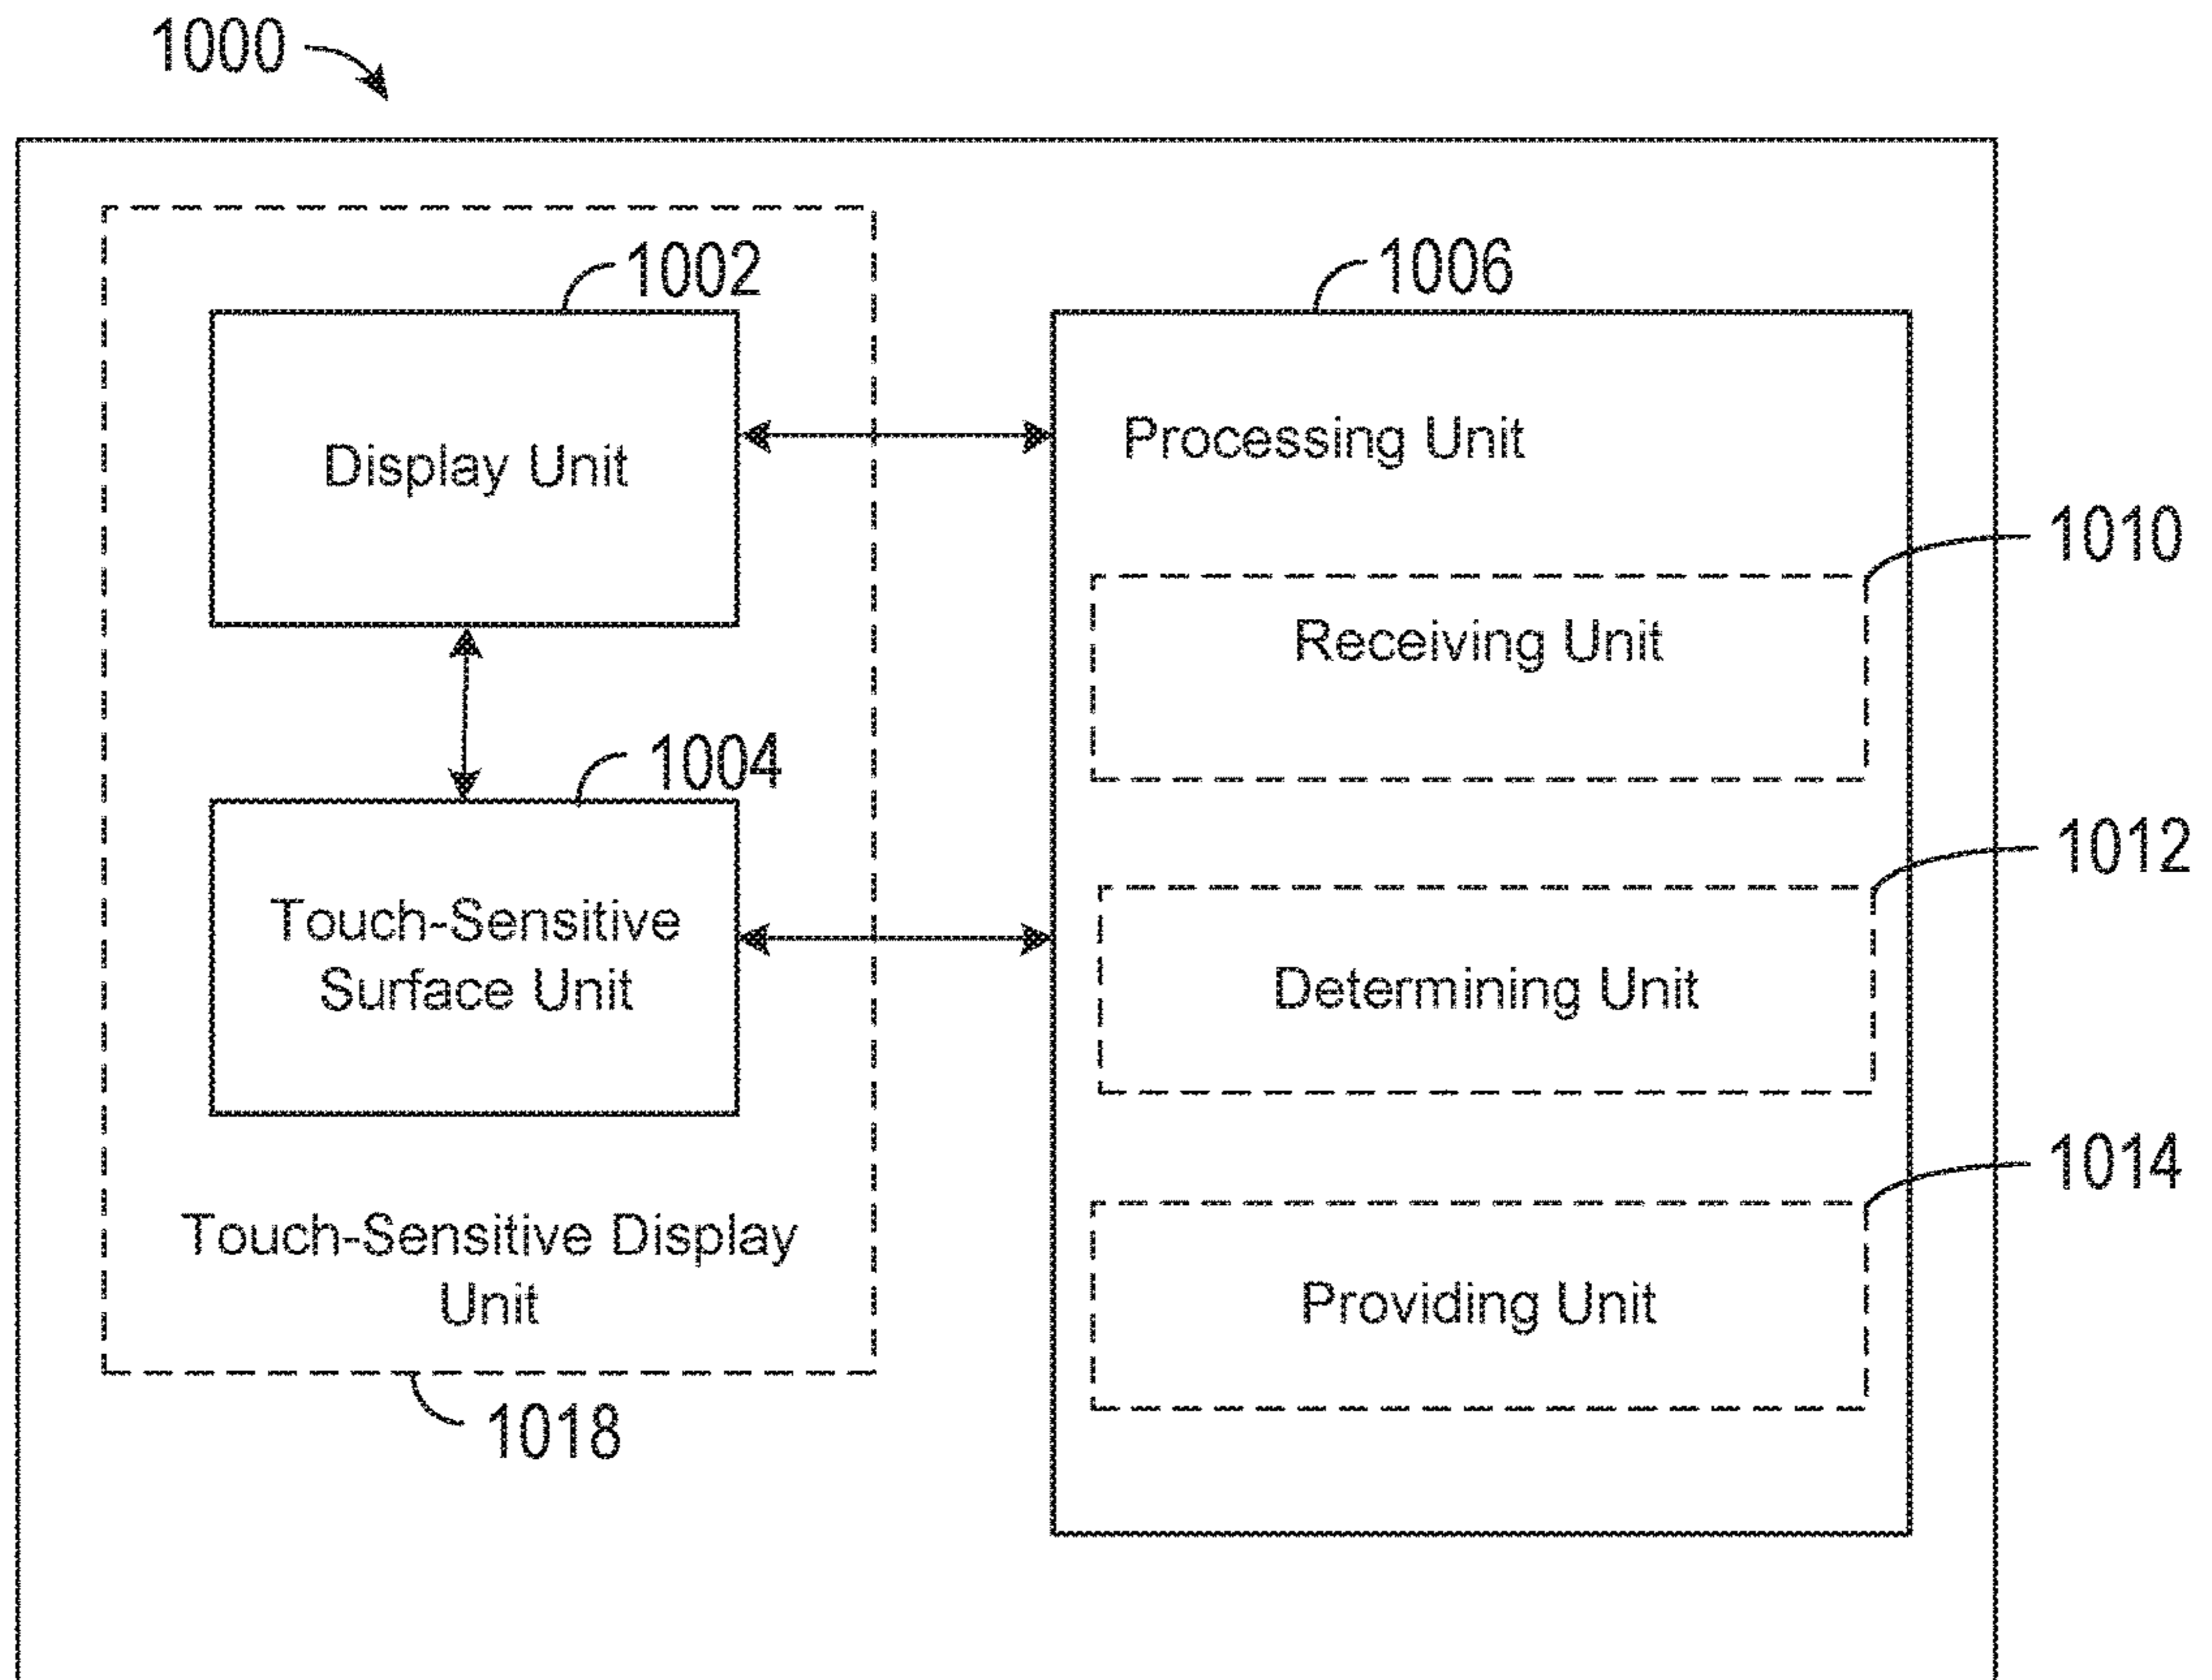 1000
1002
1006
Display Unit
Processing Unit
1010
Receiving Unit
1004
1012
Touch-Sensitive
Surface Unit
Determining Unit
1014
Touch-Sensitive Display
Unit
Providing Unit
1018